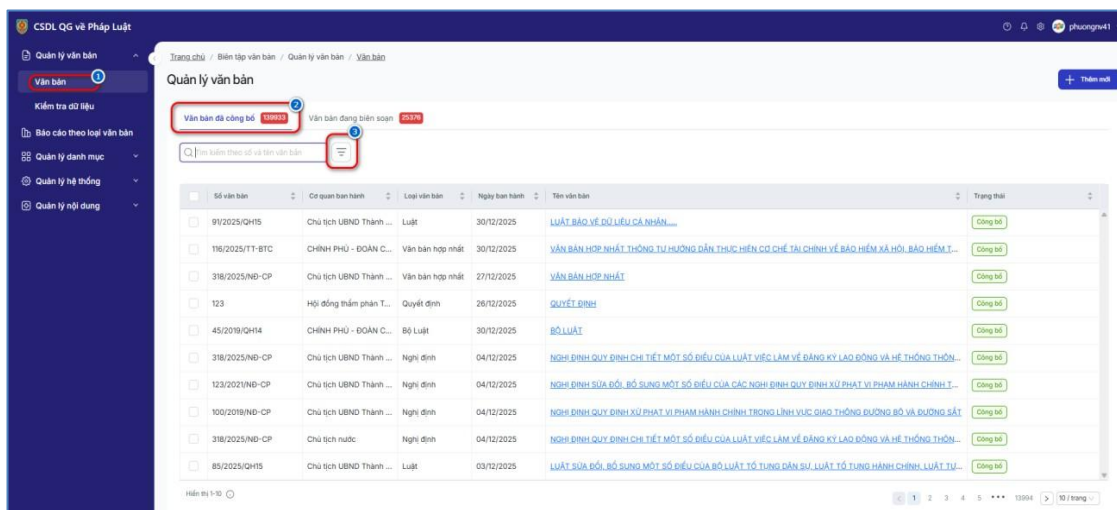 CSDL QG về Pháp Luật
phuongnv41
Quản lý văn bản
Văn bản
1
Kiểm tra dữ liệu
Báo cáo theo loại văn bản
Quản lý danh mục
Quản lý hệ thống
Quản lý nội dung
Trang chủ / Biên tập văn bản / Quản lý văn bản / Văn bản
Quản lý văn bản
+ Thêm mới
Văn bản đã công bố 139933
2
Văn bản đang biên soạn 25376
3
Tìm kiếm theo số và tên văn bản
Số văn bản Cơ quan ban hành Loại văn bản Ngày ban hành Tên văn bản Trạng thái
91/2025/QH15 Chủ tịch UBND Thành ... Luật 30/12/2025 LUẬT BẢO VỆ DỮ LIỆU CÁ NHÂN..... Công bố
116/2025/TT-BTC CHÍNH PHỦ - ĐOÀN C... Văn bản hợp nhất 30/12/2025 VĂN BẢN HỢP NHẤT THÔNG TƯ HƯỚNG DẪN THỰC HIỆN CƠ CHẾ TÀI CHÍNH VỀ BẢO HIỂM XÃ HỘI, BẢO HIỂM T... Công bố
318/2025/NĐ-CP Chủ tịch UBND Thành ... Văn bản hợp nhất 27/12/2025 VĂN BẢN HỢP NHẤT Công bố
123 Hội đồng thẩm phán T... Quyết định 26/12/2025 QUYẾT ĐỊNH Công bố
45/2019/QH14 CHÍNH PHỦ - ĐOÀN C... Bộ Luật 30/12/2025 BỘ LUẬT Công bố
318/2025/NĐ-CP Chủ tịch UBND Thành ... Nghị định 04/12/2025 NGHỊ ĐỊNH QUY ĐỊNH CHI TIẾT MỘT SỐ ĐIỀU CỦA LUẬT VIỆC LÀM VỀ ĐĂNG KÝ LAO ĐỘNG VÀ HỆ THỐNG THÔN... Công bố
123/2021/NĐ-CP Chủ tịch UBND Thành ... Nghị định 04/12/2025 NGHỊ ĐỊNH SỬA ĐỔI, BỔ SUNG MỘT SỐ ĐIỀU CỦA CÁC NGHỊ ĐỊNH QUY ĐỊNH XỬ PHẠT VI PHẠM HÀNH CHÍNH T... Công bố
100/2019/NĐ-CP Chủ tịch UBND Thành ... Nghị định 04/12/2025 NGHỊ ĐỊNH QUY ĐỊNH XỬ PHẠT VI PHẠM HÀNH CHÍNH TRONG LĨNH VỰC GIAO THÔNG ĐƯỜNG BỘ VÀ ĐƯỜNG SẮT Công bố
318/2025/NĐ-CP Chủ tịch nước Nghị định 04/12/2025 NGHỊ ĐỊNH QUY ĐỊNH CHI TIẾT MỘT SỐ ĐIỀU CỦA LUẬT VIỆC LÀM VỀ ĐĂNG KÝ LAO ĐỘNG VÀ HỆ THỐNG THÔN... Công bố
85/2025/QH15 Chủ tịch UBND Thành ... Luật 03/12/2025 LUẬT SỬA ĐỔI, BỔ SUNG MỘT SỐ ĐIỀU CỦA BỘ LUẬT TỐ TỤNG DÂN SỰ, LUẬT TỐ TỤNG HÀNH CHÍNH, LUẬT TƯ... Công bố
Hiển thị 1-10
< 1 2 3 4 5 ••• 13994 > 10 / trang